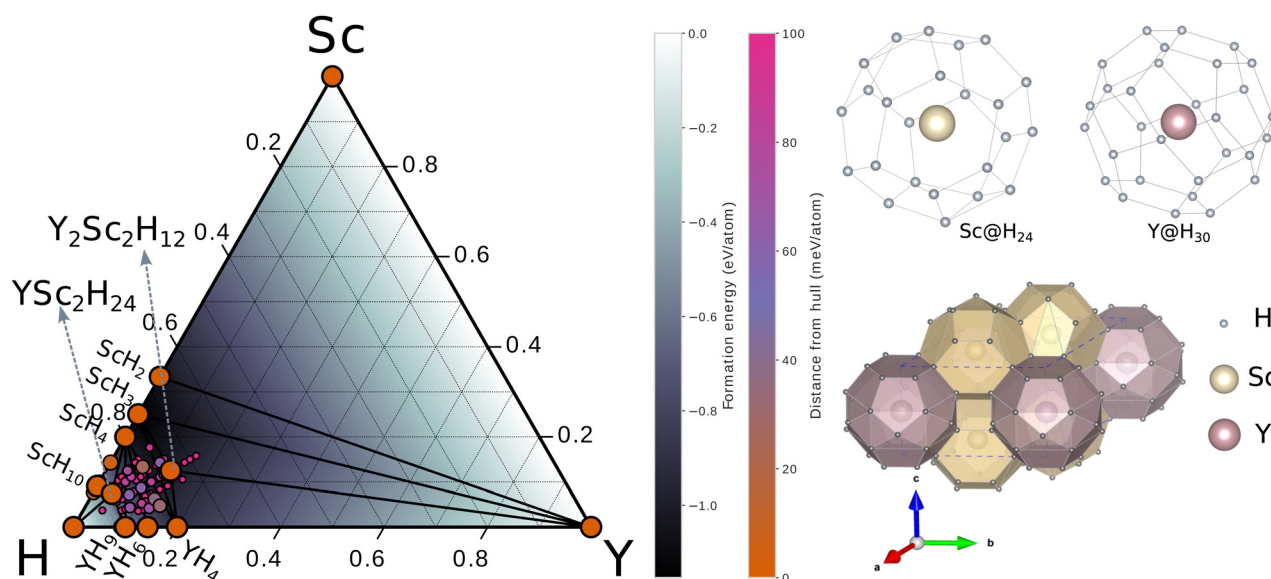 Sc
0.2
0.8
Y₂Sc₂H₁₂
0.4
0.6
YSc₂H₂₄
0.6
0.4
ScH₂
ScH₃
0.8
ScH₄
0.2
ScH₁₀
H
YH₉
YH₆
0.2
YH₄
0.4
0.6
0.8
Y
0.0
−0.2
−0.4
−0.6
−0.8
−1.0
Formation energy (eV/atom)
100
80
60
40
20
0
Distance from hull (meV/atom)
Sc@H₂₄
Y@H₃₀
H
Sc
Y
c
b
a